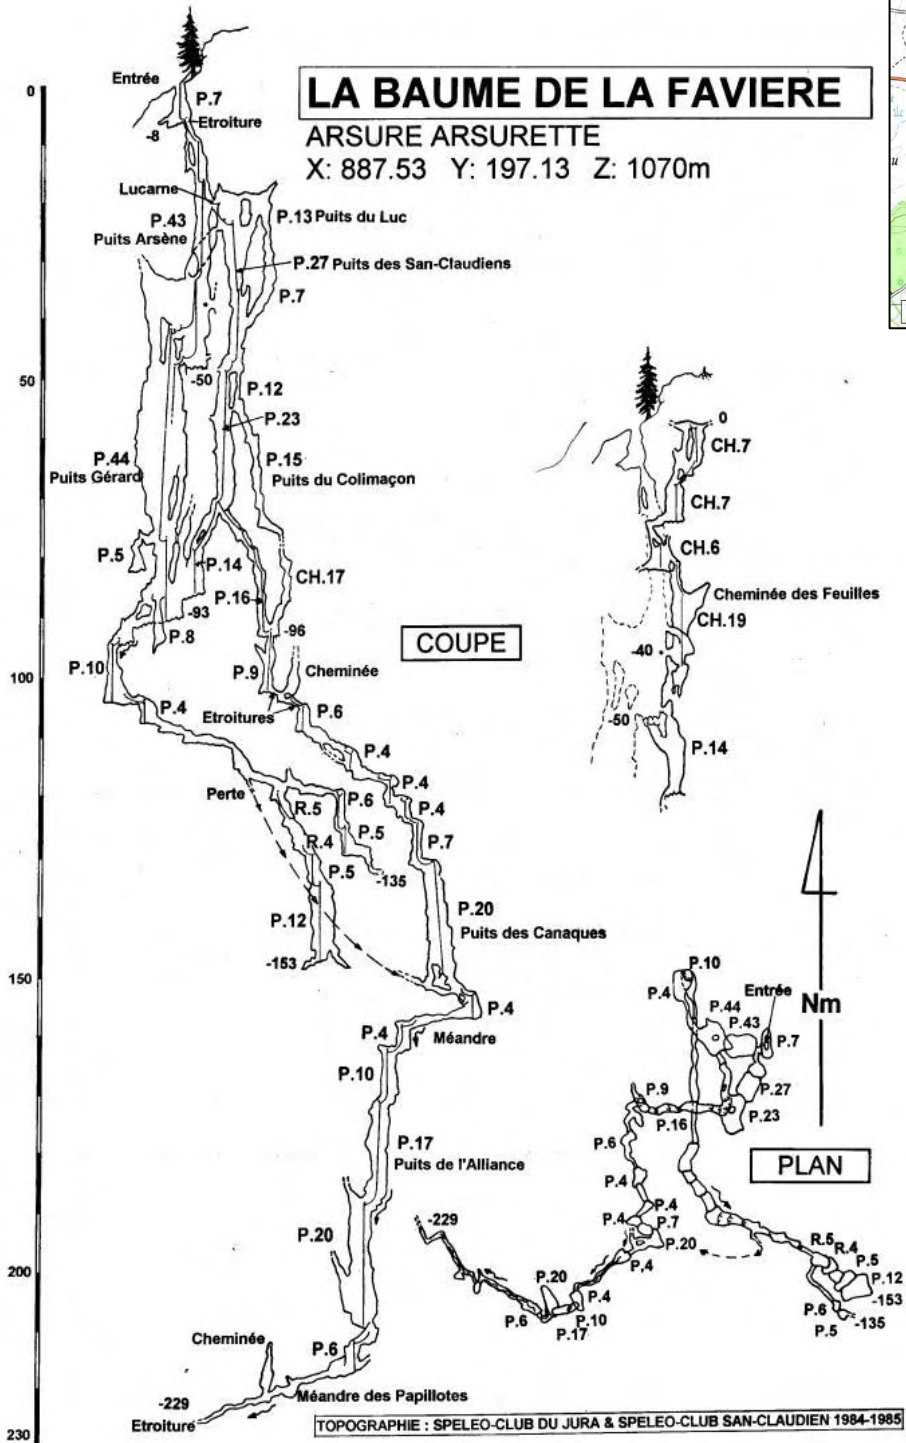 LA BAUME DE LA FAVIERE
ARSURE ARSURETTE
X: 887.53 Y: 197.13 Z: 1070m
0
50
100
150
200
230
Entrée
P.7
Etroiture
-8
Lucarne
P.43
Puits Arsène
P.13 Puits du Luc
P.27 Puits des San-Claudiens
P.7
-50
P.12
P.23
P.44
Puits Gérard
P.15
Puits du Colimaçon
P.5
P.14
CH.17
P.16
-93
P.8
-96
P.10
P.9
Cheminée
P.4
Etroitures
P.6
P.4
P.4
Perte
R.5
P.6
P.4
R.4
P.5
P.7
P.5
-135
P.12
P.20
Puits des Canaques
-153
P.4
P.4
Méandre
P.10
P.17
Puits de l'Alliance
P.20
Cheminée
P.6
-229
Méandre des Papillotes
Etroiture
COUPE
0
CH.7
CH.7
CH.6
Cheminée des Feuilles
CH.19
-40
-50
P.14
Nm
PLAN
P.10
P.4
Entrée
P.44
P.43
P.7
P.27
P.9
P.16
P.23
P.6
P.4
P.4
P.4
P.7
P.20
P.4
-229
P.20
P.4
P.6
P.10
P.17
R.5
R.4
P.5
P.12
-153
P.6
-135
P.5
TOPOGRAPHIE : SPELEO-CLUB DU JURA & SPELEO-CLUB SAN-CLAUDIEN 1984-1985